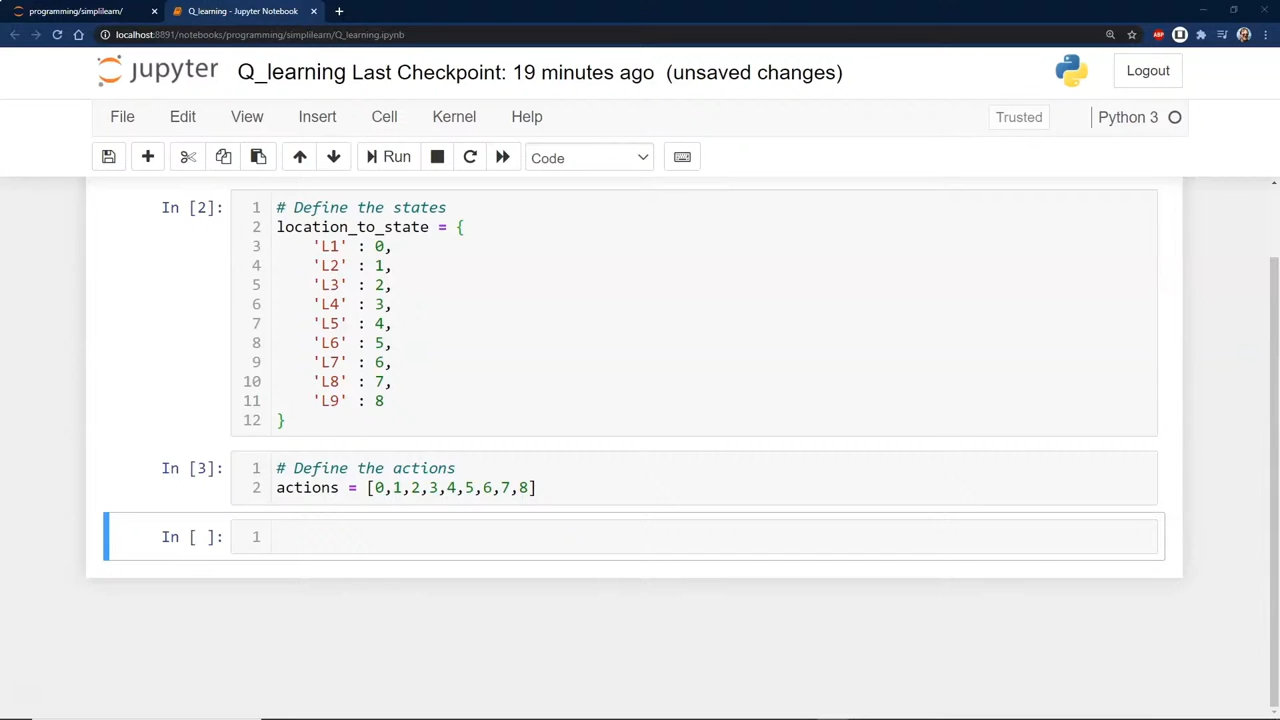 programming/simplilearn/
Q_learning - Jupyter Notebook
localhost:8891/notebooks/programming/simplilearn/Q_learning.ipynb
ABP
jupyter Q_learning Last Checkpoint: 19 minutes ago (unsaved changes)
Logout
File Edit View Insert Cell Kernel Help Trusted Python 3
Run Code
In [2]:
1 # Define the states
2 location_to_state = {
3 'L1' : 0,
4 'L2' : 1,
5 'L3' : 2,
6 'L4' : 3,
7 'L5' : 4,
8 'L6' : 5,
9 'L7' : 6,
10 'L8' : 7,
11 'L9' : 8
12 }
In [3]:
1 # Define the actions
2 actions = [0,1,2,3,4,5,6,7,8]
In [ ]:
1